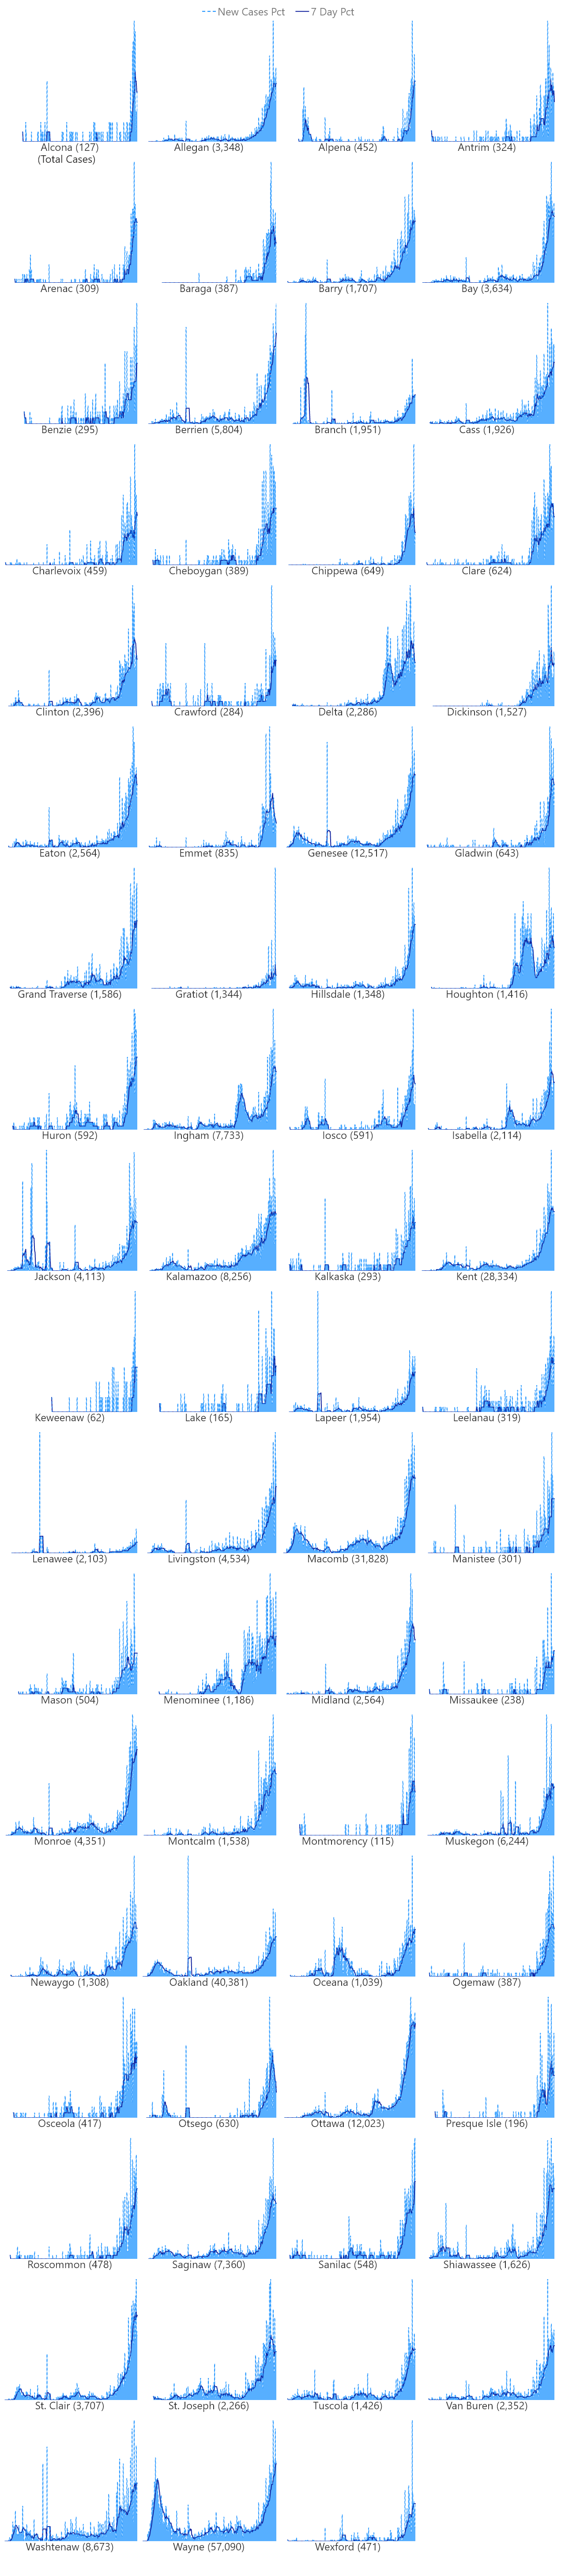 New Cases Pct 7 Day Pct
Alcona (127) Allegan (3,348) Alpena (452) Antrim (324)
(Total Cases)
Arenac (309) Baraga (387) Barry (1,707) Bay (3,634)
Benzie (295) Berrien (5,804) Branch (1,951) Cass (1,926)
Charlevoix (459) Cheboygan (389) Chippewa (649) Clare (624)
Clinton (2,396) Crawford (284) Delta (2,286) Dickinson (1,527)
Eaton (2,564) Emmet (835) Genesee (12,517) Gladwin (643)
Grand Traverse (1,586) Gratiot (1,344) Hillsdale (1,348) Houghton (1,416)
Huron (592) Ingham (7,733) Iosco (591) Isabella (2,114)
Jackson (4,113) Kalamazoo (8,256) Kalkaska (293) Kent (28,334)
Keweenaw (62) Lake (165) Lapeer (1,954) Leelanau (319)
Lenawee (2,103) Livingston (4,534) Macomb (31,828) Manistee (301)
Mason (504) Menominee (1,186) Midland (2,564) Missaukee (238)
Monroe (4,351) Montcalm (1,538) Montmorency (115) Muskegon (6,244)
Newaygo (1,308) Oakland (40,381) Oceana (1,039) Ogemaw (387)
Osceola (417) Otsego (630) Ottawa (12,023) Presque Isle (196)
Roscommon (478) Saginaw (7,360) Sanilac (548) Shiawassee (1,626)
St. Clair (3,707) St. Joseph (2,266) Tuscola (1,426) Van Buren (2,352)
Washtenaw (8,673) Wayne (57,090) Wexford (471)